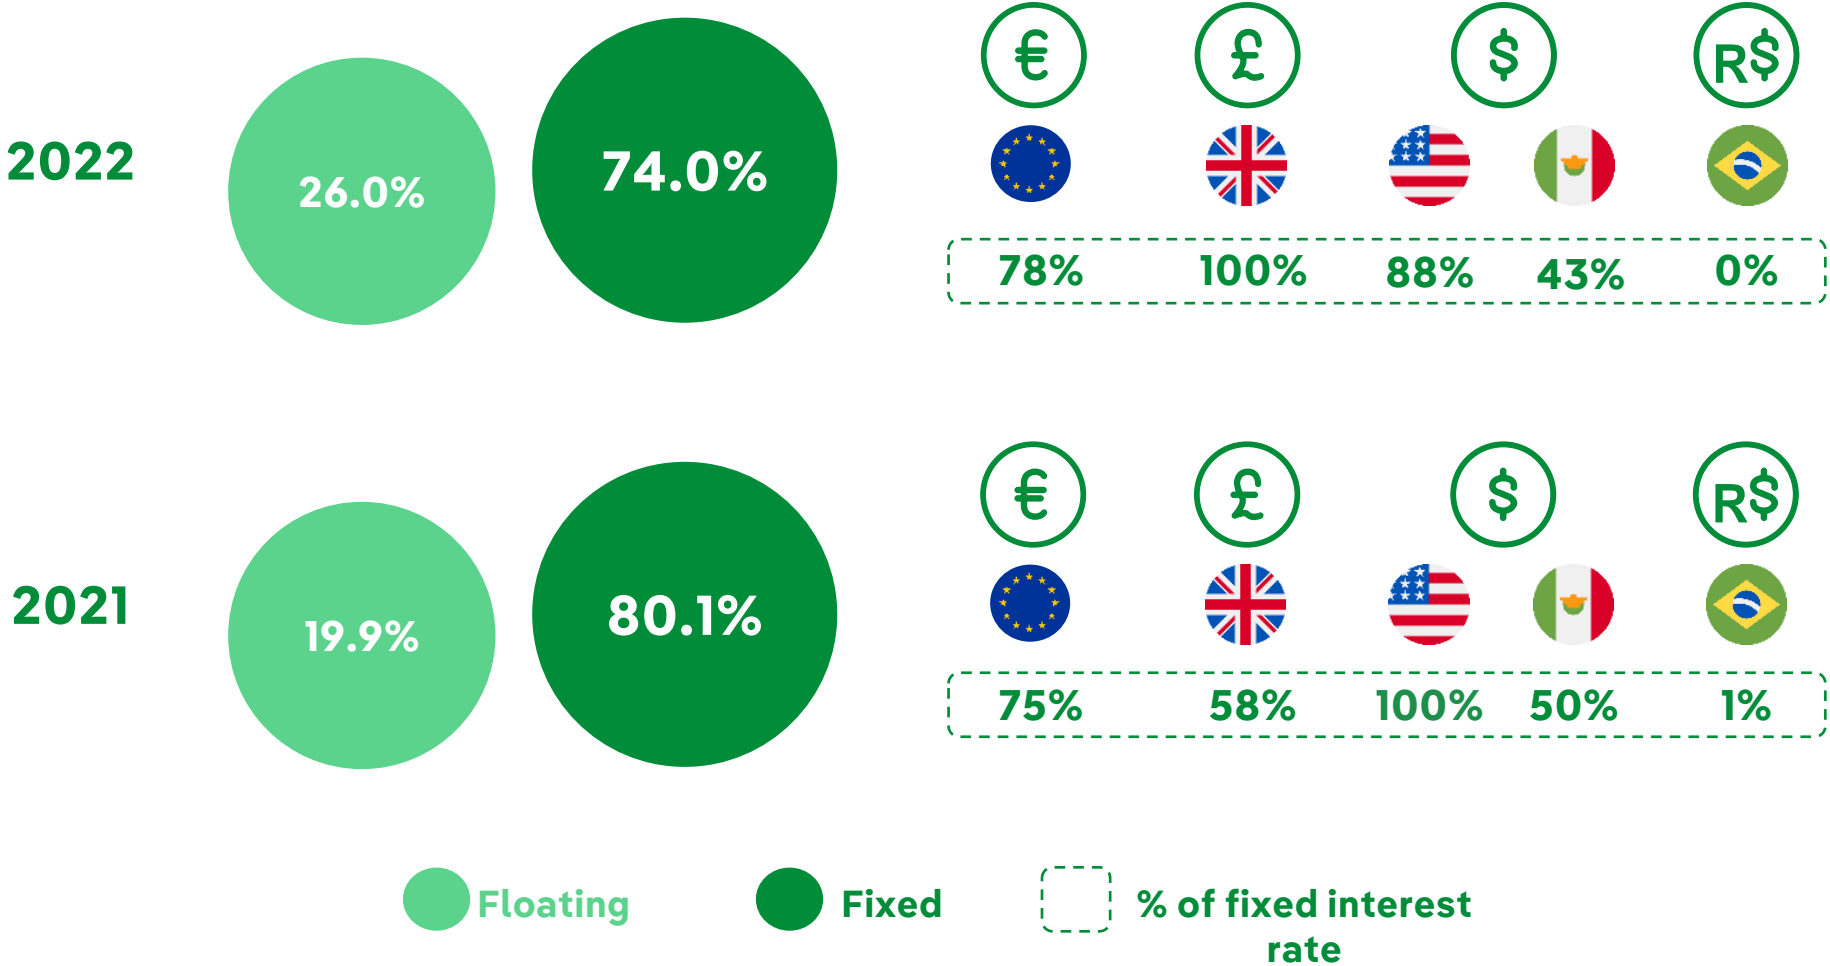 € £ $ R$
2022 26.0% 74.0%
78% 100% 88% 43% 0%
€ £ $ R$
2021 19.9% 80.1%
75% 58% 100% 50% 1%
Floating Fixed % of fixed interest
rate